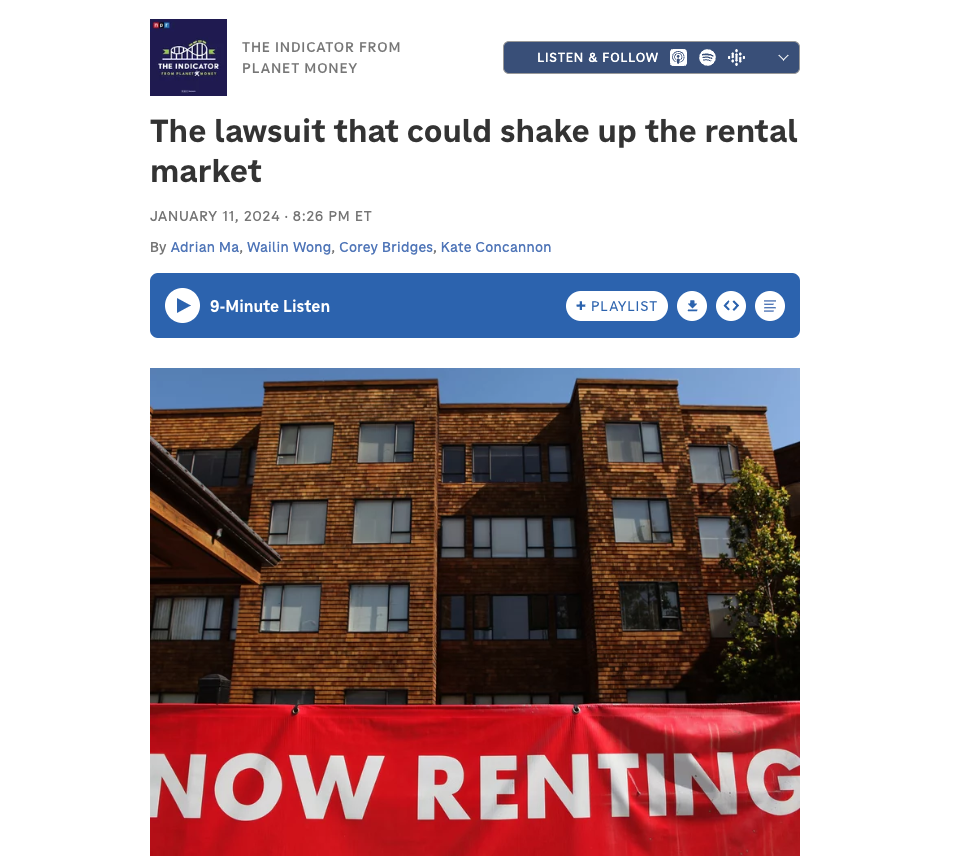 npr
THE INDICATOR
FROM PLANET MONEY
THE INDICATOR FROM
PLANET MONEY
LISTEN & FOLLOW
The lawsuit that could shake up the rental
market
JANUARY 11, 2024 · 8:26 PM ET
By Adrian Ma, Wailin Wong, Corey Bridges, Kate Concannon
9-Minute Listen
+ PLAYLIST
NOW RENTING